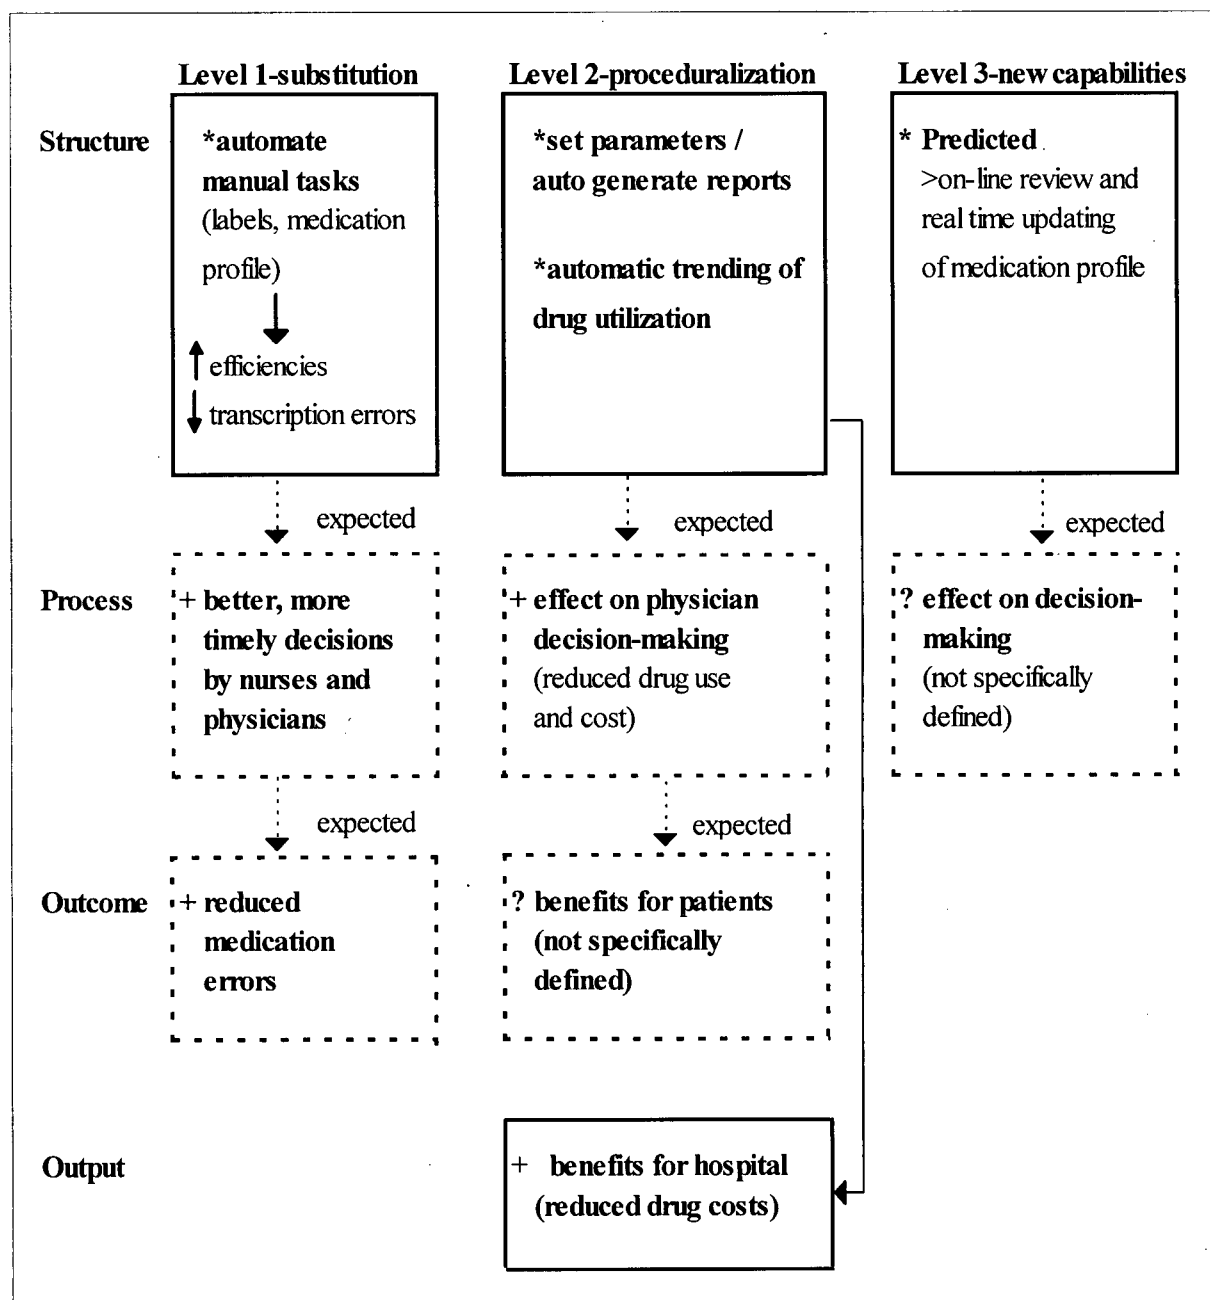 Level 1-substitution
Level 2-proceduralization
Level 3-new capabilities
Structure
*automate
manual tasks
(labels, medication
profile)
efficiencies
transcription errors
*set parameters /
auto generate reports
*automatic trending of
drug utilization
* Predicted
>on-line review and
real time updating
of medication profile
expected
expected
expected
Process
+ better, more
timely decisions
by nurses and
physicians
+ effect on physician
decision-making
(reduced drug use
and cost)
? effect on decision-
making
(not specifically
defined)
expected
expected
Outcome
+ reduced
medication
errors
? benefits for patients
(not specifically
defined)
Output
+ benefits for hospital
(reduced drug costs)